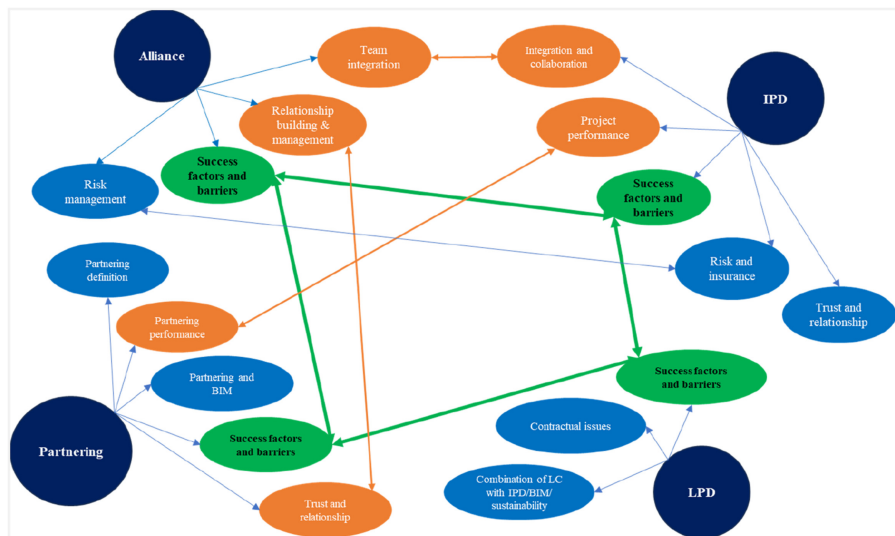 Alliance
Team
integration
Integration and
collaboration
IPD
Relationship
building &
management
Project
performance
Success
factors and
barriers
Risk
management
Success
factors and
barriers
Partnering
definition
Risk and
insurance
Trust and
relationship
Partnering
performance
Partnering and
BIM
Success factors
and barriers
Contractual issues
Success factors
and barriers
Partnering
Combination of LC
with IPD/BIM/
sustainability
LPD
Trust and
relationship